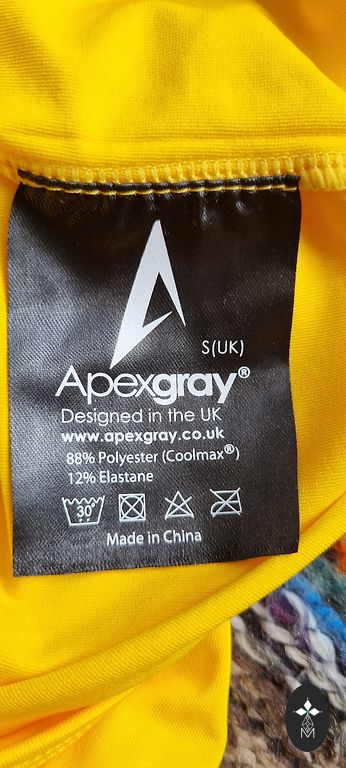 S(UK)
Apexgray®
Designed in the UK
www.apexgray.co.uk
88% Polyester (Coolmax®)
12% Elastane
30°
Made in China
M